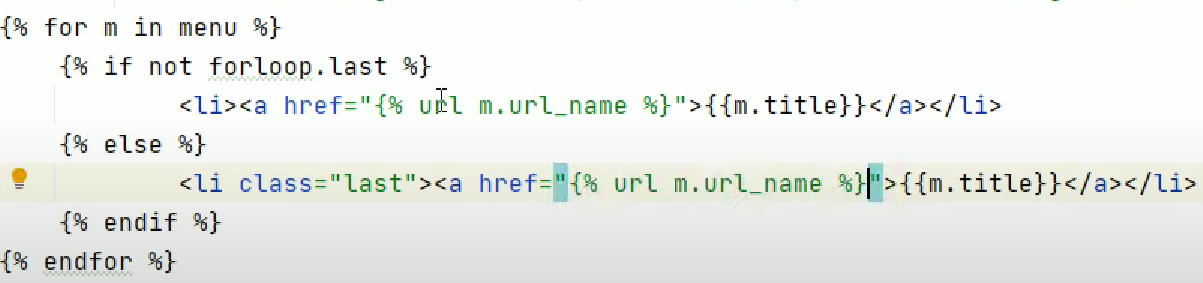 {% for m in menu %}
{% if not forloop.last %}
<li><a href="{% url m.url_name %}">{{m.title}}</a></li>
{% else %}
<li class="last"><a href="{% url m.url_name %}">{{m.title}}</a></li>
{% endif %}
{% endfor %}